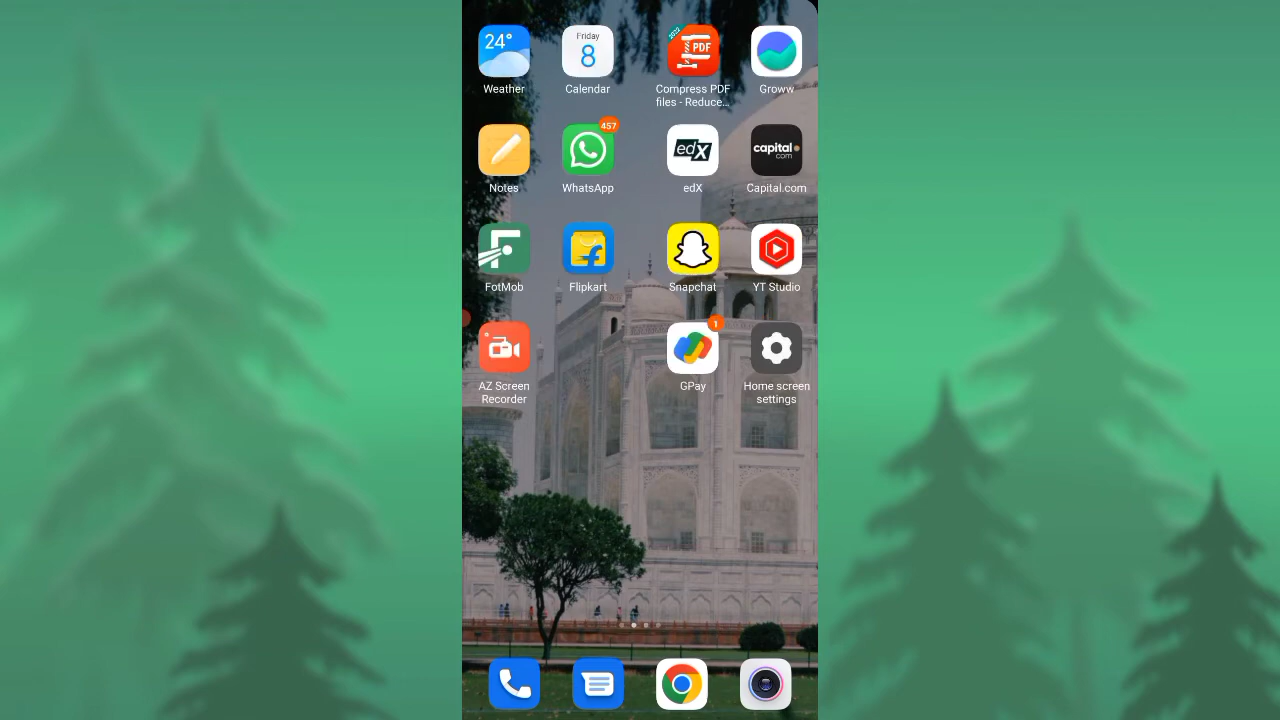 24°
Friday
8
2022
PDF
Weather
Calendar
Compress PDF
files - Reduce...
Groww
457
edX
capital
com
Notes
WhatsApp
edX
Capital.com
FotMob
Flipkart
Snapchat
YT Studio
1
AZ Screen
Recorder
GPay
Home screen
settings